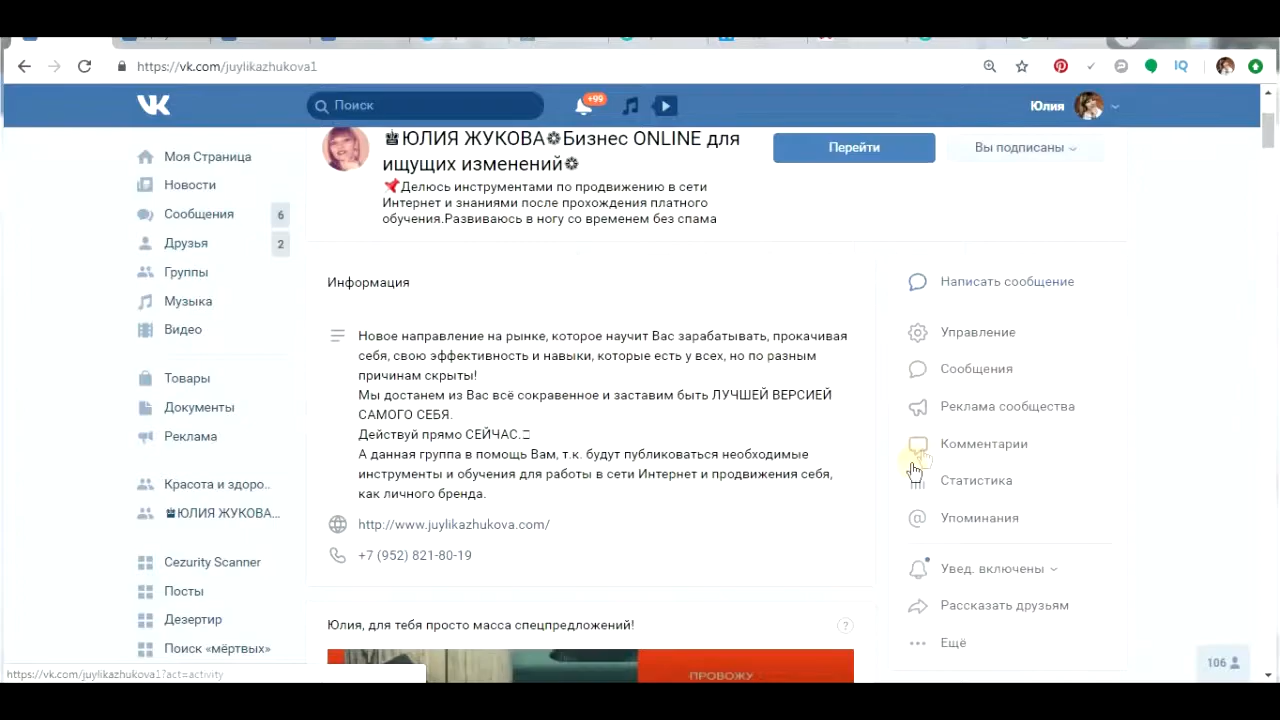 https://vk.com/juylikazhukova1
IQ
Поиск
+99
Юлия
ЮЛИЯ ЖУКОВА❁Бизнес ONLINE для
ищущих изменений❁
Перейти
Вы подписаны
📌Делюсь инструментами по продвижению в сети
Интернет и знаниями после прохождения платного
обучения.Развиваюсь в ногу со временем без спама
Моя Страница
Новости
Сообщения 6
Друзья 2
Группы
Музыка
Видео
Товары
Документы
Реклама
Красота и здоро..
ЮЛИЯ ЖУКОВА...
Cezurity Scanner
Посты
Дезертир
Поиск «мёртвых»
Информация
Новое направление на рынке, которое научит Вас зарабатывать, прокачивая
себя, свою эффективность и навыки, которые есть у всех, но по разным
причинам скрыты!
Мы достанем из Вас всё сокравенное и заставим быть ЛУЧШЕЙ ВЕРСИЕЙ
САМОГО СЕБЯ.
Действуй прямо СЕЙЧАС.
А данная группа в помощь Вам, т.к. будут публиковаться необходимые
инструменты и обучения для работы в сети Интернет и продвижения себя,
как личного бренда.
http://www.juylikazhukova.com/
+7 (952) 821-80-19
Юлия, для тебя просто масса спецпредложений!
?
ПРОВОЖУ
Написать сообщение
Управление
Сообщения
Реклама сообщества
Комментарии
Статистика
Упоминания
Увед. включены
Рассказать друзьям
Ещё
106
https://vk.com/juylikazhukova1?act=activity